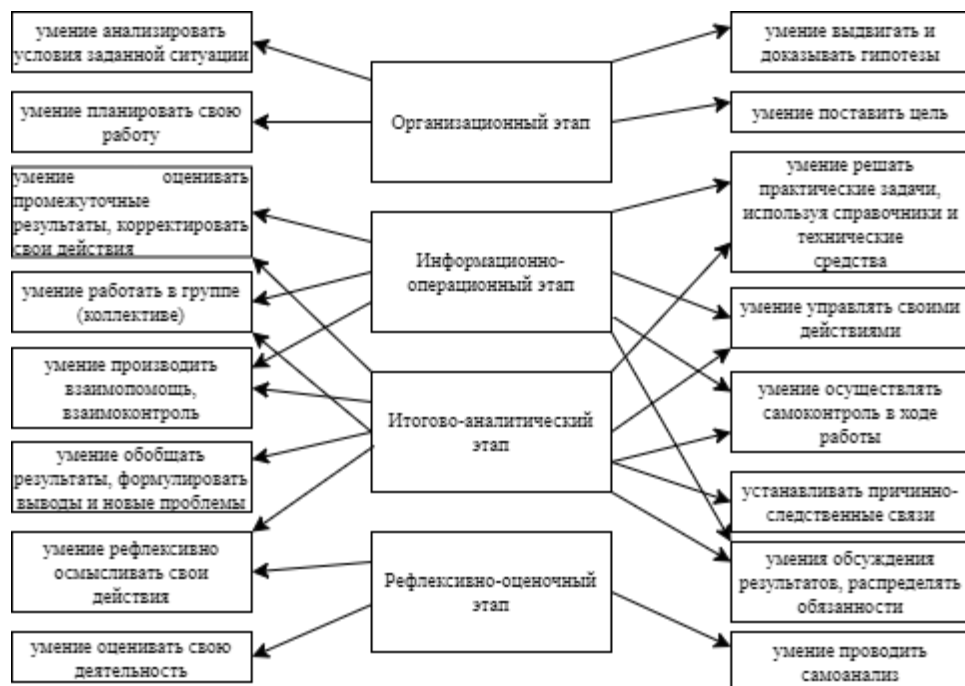 умение анализировать
условия заданной ситуации
умение планировать свою
работу
умение оценивать
промежуточные
результаты, корректировать
свои действия
умение работать в группе
(коллективе)
умение производить
взаимопомощь,
взаимоконтроль
умение обобщать
результаты, формулировать
выводы и новые проблемы
умение рефлексивно
осмысливать свои
действия
умение оценивать свою
деятельность
Организационный этап
Информационно-
операционный этап
Итогово-аналитический
этап
Рефлексивно-оценочный
этап
умение выдвигать и
доказывать гипотезы
умение поставить цель
умение решать
практические задачи,
используя справочники и
технические
средства
умение управлять своими
действиями
умение осуществлять
самоконтроль в ходе
работы
устанавливать причинно-
следственные связи
умения обсуждения
результатов, распределять
обязанности
умение проводить
самоанализ